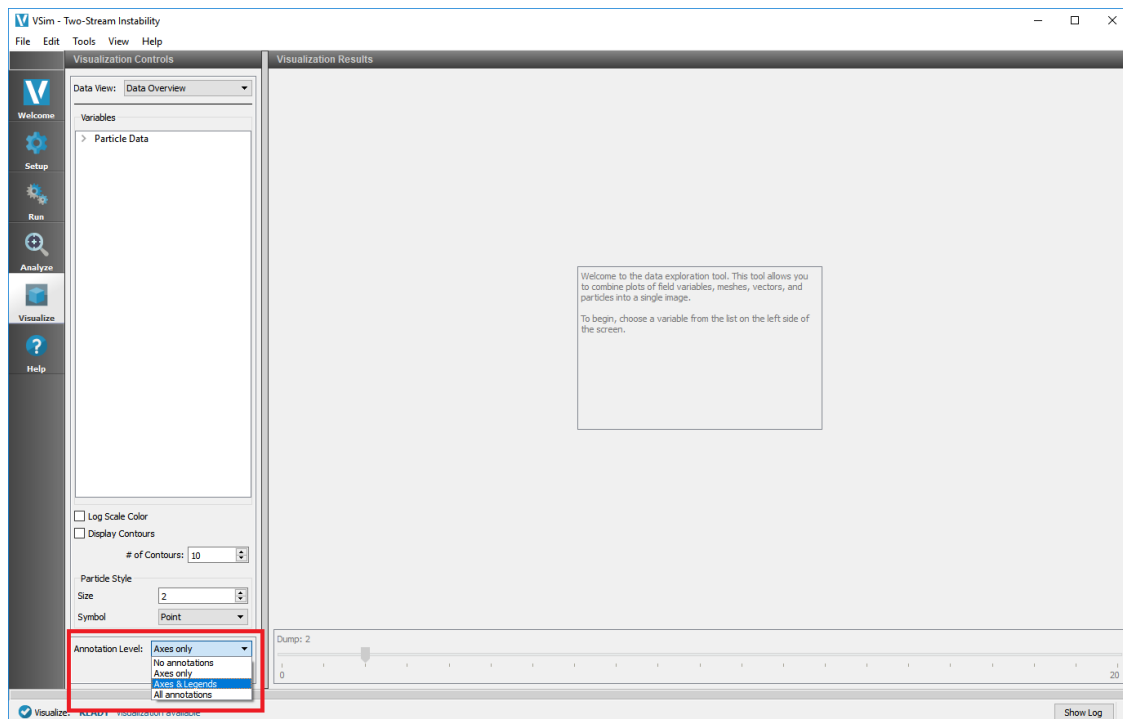 VSim - Two-Stream Instability
File Edit Tools View Help
Visualization Controls
Visualization Results
Welcome
Setup
Run
Analyze
Visualize
Help
Data View: Data Overview
Variables
Particle Data
Log Scale Color
Display Contours
# of Contours: 10
Particle Style
Size 2
Symbol Point
Annotation Level: Axes only
No annotations
Axes only
Axes & Legends
All annotations
Welcome to the data exploration tool. This tool allows you
to combine plots of field variables, meshes, vectors, and
particles into a single image.
To begin, choose a variable from the list on the left side of
the screen.
Dump: 2
0 20
Visualize: READY Visualization available
Show Log